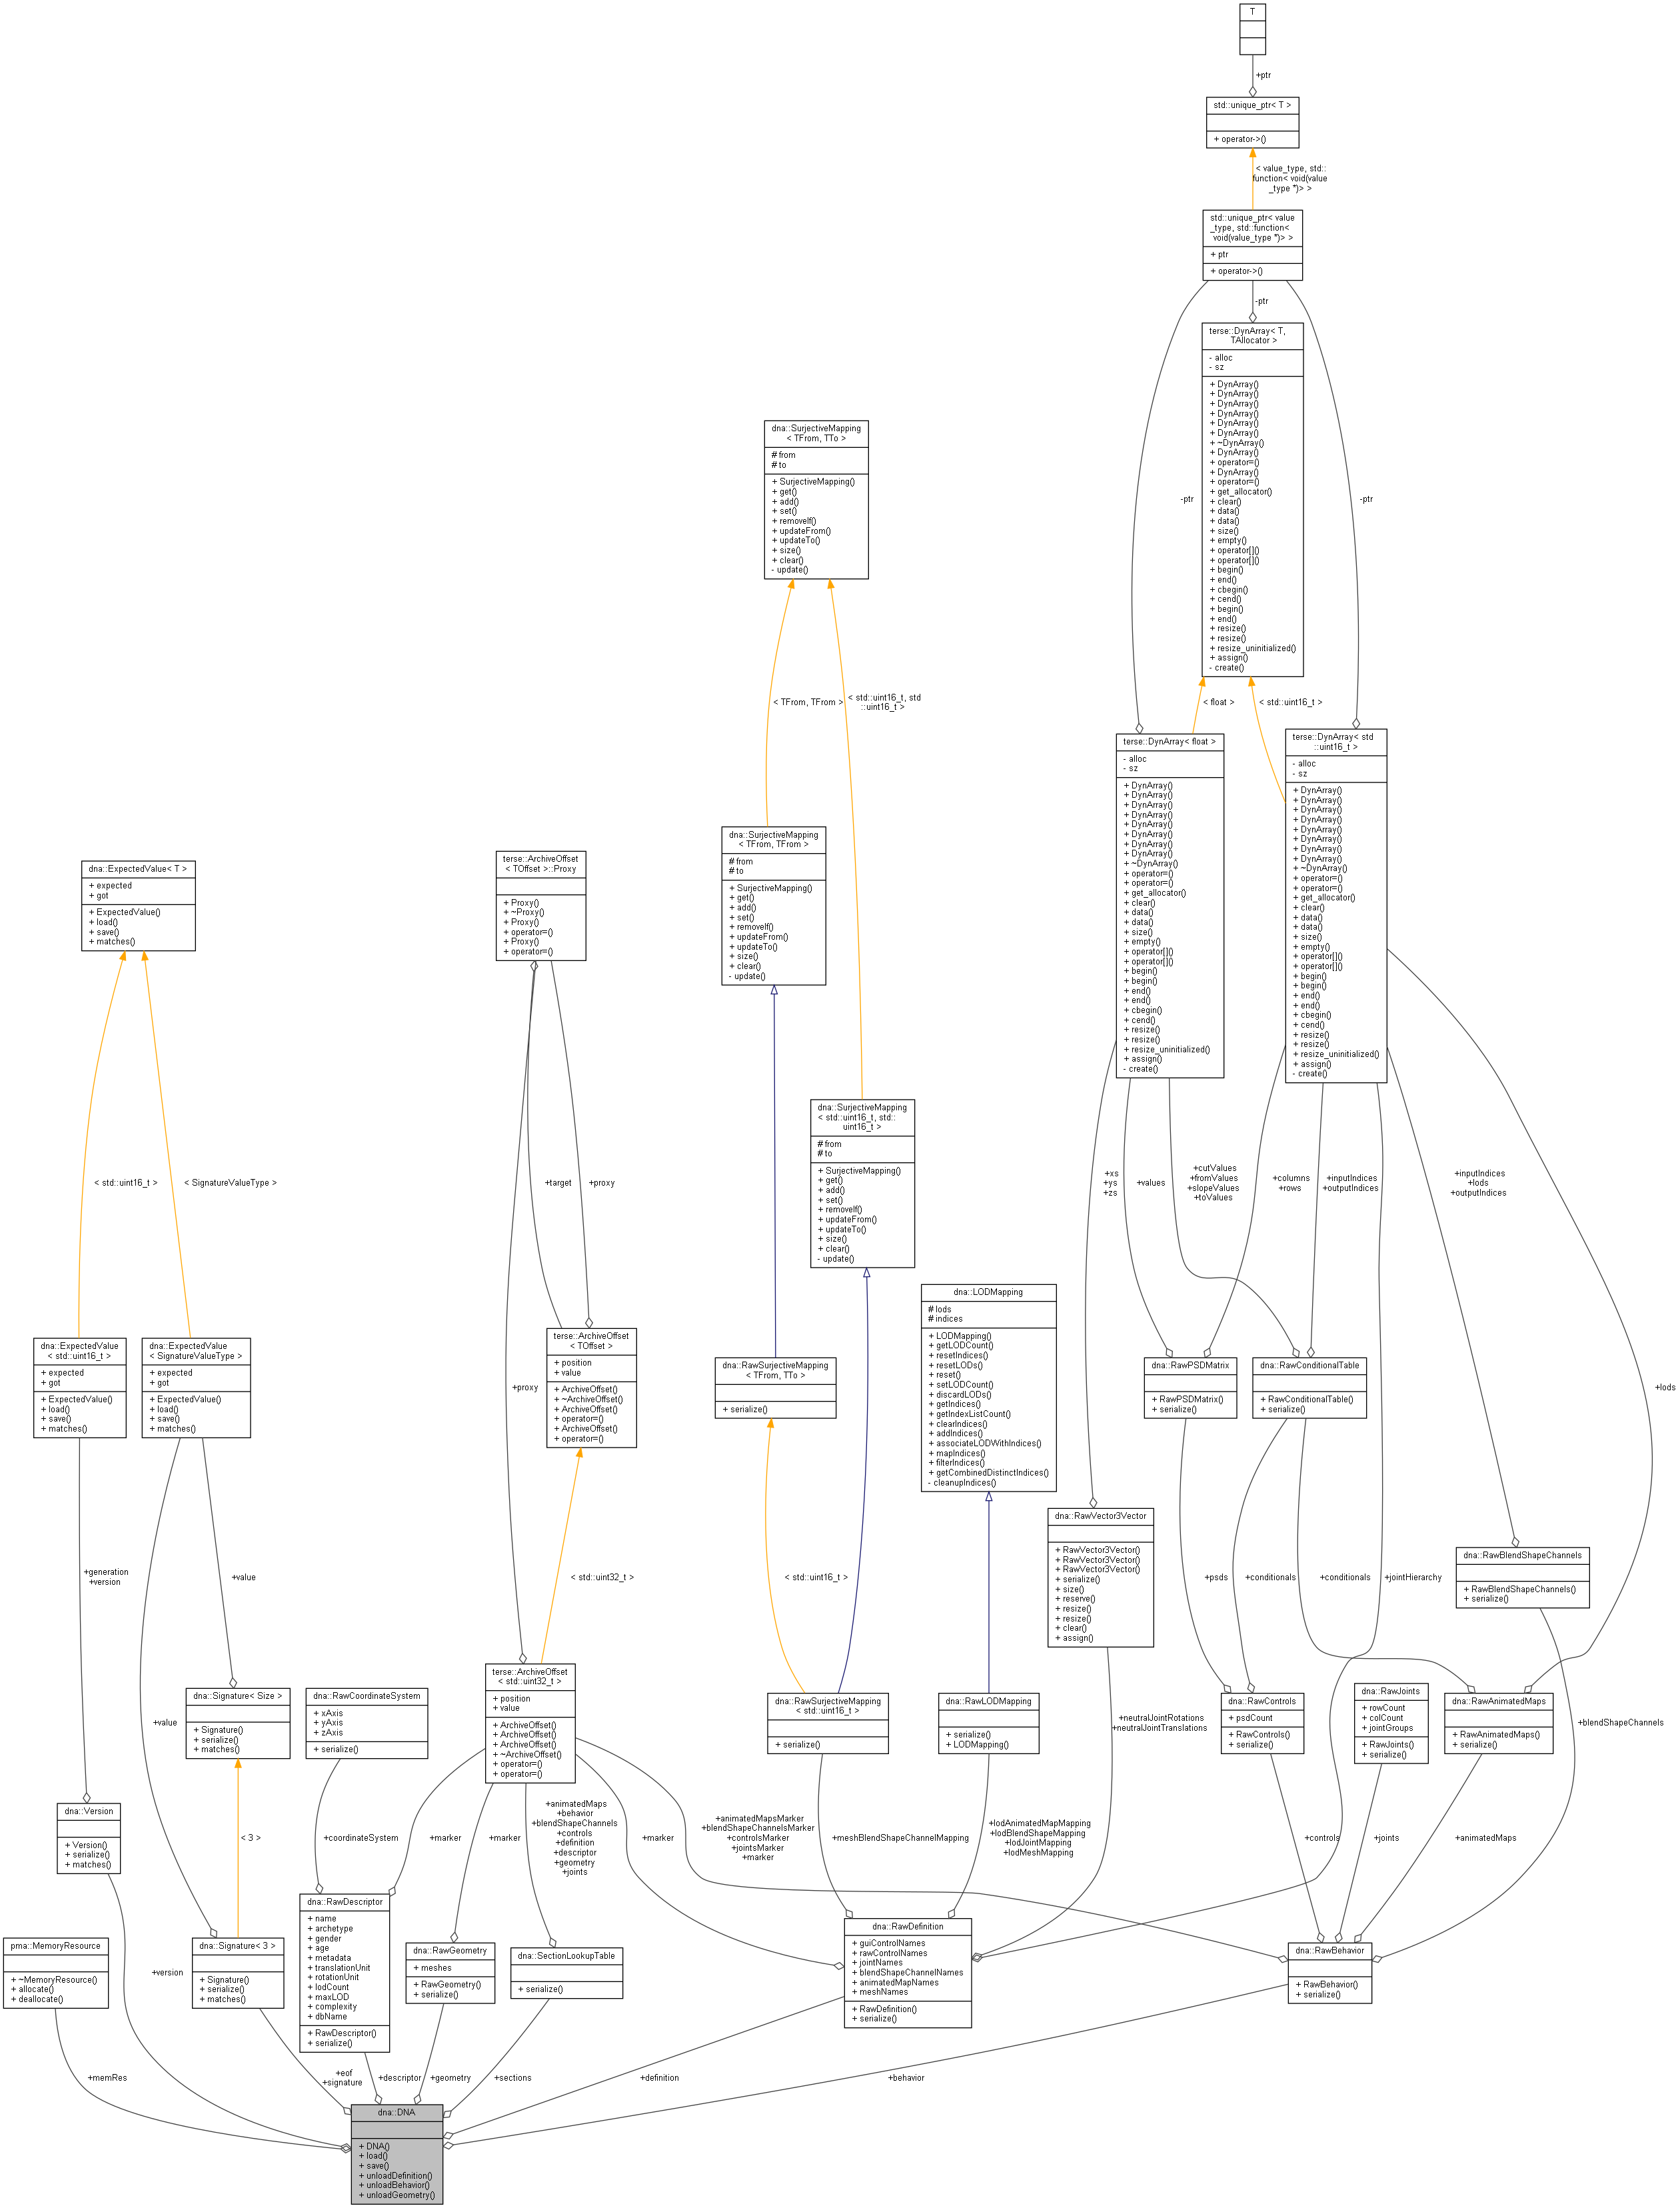 T
+ptr
std::unique_ptr< T >
+ operator->()
< value_type, std::
function< void(value
_type *)> >
std::unique_ptr< value
_type, std::function<
void(value_type *)> >
+ ptr
+ operator->()
-ptr
-ptr
-ptr
terse::DynArray< T,
TAllocator >
- alloc
- sz
+ DynArray()
+ DynArray()
+ DynArray()
+ DynArray()
+ DynArray()
+ DynArray()
+ ~DynArray()
+ DynArray()
+ operator=()
+ DynArray()
+ operator=()
+ get_allocator()
+ clear()
+ data()
+ data()
+ size()
+ empty()
+ operator[]()
+ operator[]()
+ begin()
+ end()
+ cbegin()
+ cend()
+ begin()
+ end()
+ resize()
+ resize()
+ resize_uninitialized()
+ assign()
- create()
dna::SurjectiveMapping
< TFrom, TTo >
# from
# to
+ SurjectiveMapping()
+ get()
+ add()
+ set()
+ removeIf()
+ updateFrom()
+ updateTo()
+ size()
+ clear()
- update()
< TFrom, TFrom >
< std::uint16_t, std
::uint16_t >
< float >
< std::uint16_t >
terse::DynArray< float >
- alloc
- sz
+ DynArray()
+ DynArray()
+ DynArray()
+ DynArray()
+ DynArray()
+ DynArray()
+ DynArray()
+ DynArray()
+ ~DynArray()
+ operator=()
+ operator=()
+ get_allocator()
+ clear()
+ data()
+ data()
+ size()
+ empty()
+ operator[]()
+ operator[]()
+ begin()
+ begin()
+ end()
+ end()
+ cbegin()
+ cend()
+ resize()
+ resize()
+ resize_uninitialized()
+ assign()
- create()
terse::DynArray< std
::uint16_t >
- alloc
- sz
+ DynArray()
+ DynArray()
+ DynArray()
+ DynArray()
+ DynArray()
+ DynArray()
+ DynArray()
+ DynArray()
+ ~DynArray()
+ operator=()
+ operator=()
+ get_allocator()
+ clear()
+ data()
+ data()
+ size()
+ empty()
+ operator[]()
+ operator[]()
+ begin()
+ begin()
+ end()
+ end()
+ cbegin()
+ cend()
+ resize()
+ resize()
+ resize_uninitialized()
+ assign()
- create()
dna::SurjectiveMapping
< TFrom, TFrom >
# from
# to
+ SurjectiveMapping()
+ get()
+ add()
+ set()
+ removeIf()
+ updateFrom()
+ updateTo()
+ size()
+ clear()
- update()
dna::ExpectedValue< T >
+ expected
+ got
+ ExpectedValue()
+ load()
+ save()
+ matches()
terse::ArchiveOffset
< TOffset >::Proxy
+ Proxy()
+ ~Proxy()
+ Proxy()
+ operator=()
+ Proxy()
+ operator=()
dna::SurjectiveMapping
< std::uint16_t, std::
uint16_t >
# from
# to
+ SurjectiveMapping()
+ get()
+ add()
+ set()
+ removeIf()
+ updateFrom()
+ updateTo()
+ size()
+ clear()
- update()
< std::uint16_t >
< SignatureValueType >
+target
+proxy
+xs
+ys
+zs
+values
+cutValues
+fromValues
+slopeValues
+toValues
+columns
+rows
+inputIndices
+outputIndices
+inputIndices
+lods
+outputIndices
dna::LODMapping
# lods
# indices
+ LODMapping()
+ getLODCount()
+ resetIndices()
+ resetLODs()
+ reset()
+ setLODCount()
+ discardLODs()
+ getIndices()
+ getIndexListCount()
+ clearIndices()
+ addIndices()
+ associateLODWithIndices()
+ mapIndices()
+ filterIndices()
+ getCombinedDistinctIndices()
- cleanupIndices()
dna::ExpectedValue
< std::uint16_t >
+ expected
+ got
+ ExpectedValue()
+ load()
+ save()
+ matches()
dna::ExpectedValue
< SignatureValueType >
+ expected
+ got
+ ExpectedValue()
+ load()
+ save()
+ matches()
terse::ArchiveOffset
< TOffset >
+ position
+ value
+ ArchiveOffset()
+ ~ArchiveOffset()
+ ArchiveOffset()
+ operator=()
+ ArchiveOffset()
+ operator=()
+proxy
dna::RawSurjectiveMapping
< TFrom, TTo >
+ serialize()
dna::RawPSDMatrix
+ RawPSDMatrix()
+ serialize()
dna::RawConditionalTable
+ RawConditionalTable()
+ serialize()
+lods
+generation
+version
+value
< std::uint32_t >
< std::uint16_t >
dna::RawVector3Vector
+ RawVector3Vector()
+ RawVector3Vector()
+ RawVector3Vector()
+ serialize()
+ size()
+ reserve()
+ resize()
+ resize()
+ clear()
+ assign()
+psds
+conditionals
+conditionals
+jointHierarchy
dna::RawBlendShapeChannels
+ RawBlendShapeChannels()
+ serialize()
+value
dna::Signature< Size >
+ Signature()
+ serialize()
+ matches()
dna::RawCoordinateSystem
+ xAxis
+ yAxis
+ zAxis
+ serialize()
terse::ArchiveOffset
< std::uint32_t >
+ position
+ value
+ ArchiveOffset()
+ ArchiveOffset()
+ ArchiveOffset()
+ ~ArchiveOffset()
+ operator=()
+ operator=()
dna::RawSurjectiveMapping
< std::uint16_t >
+ serialize()
dna::RawLODMapping
+ serialize()
+ LODMapping()
+neutralJointRotations
+neutralJointTranslations
dna::RawControls
+ psdCount
+ RawControls()
+ serialize()
dna::RawJoints
+ rowCount
+ colCount
+ jointGroups
+ RawJoints()
+ serialize()
dna::RawAnimatedMaps
+ RawAnimatedMaps()
+ serialize()
+blendShapeChannels
dna::Version
+ Version()
+ serialize()
+ matches()
< 3 >
+coordinateSystem
+marker
+marker
+animatedMaps
+behavior
+blendShapeChannels
+controls
+definition
+descriptor
+geometry
+joints
+marker
+animatedMapsMarker
+blendShapeChannelsMarker
+controlsMarker
+jointsMarker
+marker
+meshBlendShapeChannelMapping
+lodAnimatedMapMapping
+lodBlendShapeMapping
+lodJointMapping
+lodMeshMapping
+controls
+joints
+animatedMaps
pma::MemoryResource
+ ~MemoryResource()
+ allocate()
+ deallocate()
+version
dna::Signature< 3 >
+ Signature()
+ serialize()
+ matches()
dna::RawDescriptor
+ name
+ archetype
+ gender
+ age
+ metadata
+ translationUnit
+ rotationUnit
+ lodCount
+ maxLOD
+ complexity
+ dbName
+ RawDescriptor()
+ serialize()
dna::RawGeometry
+ meshes
+ RawGeometry()
+ serialize()
dna::SectionLookupTable
+ serialize()
dna::RawDefinition
+ guiControlNames
+ rawControlNames
+ jointNames
+ blendShapeChannelNames
+ animatedMapNames
+ meshNames
+ RawDefinition()
+ serialize()
dna::RawBehavior
+ RawBehavior()
+ serialize()
+memRes
+eof
+signature
+descriptor
+geometry
+sections
+definition
+behavior
dna::DNA
+ DNA()
+ load()
+ save()
+ unloadDefinition()
+ unloadBehavior()
+ unloadGeometry()